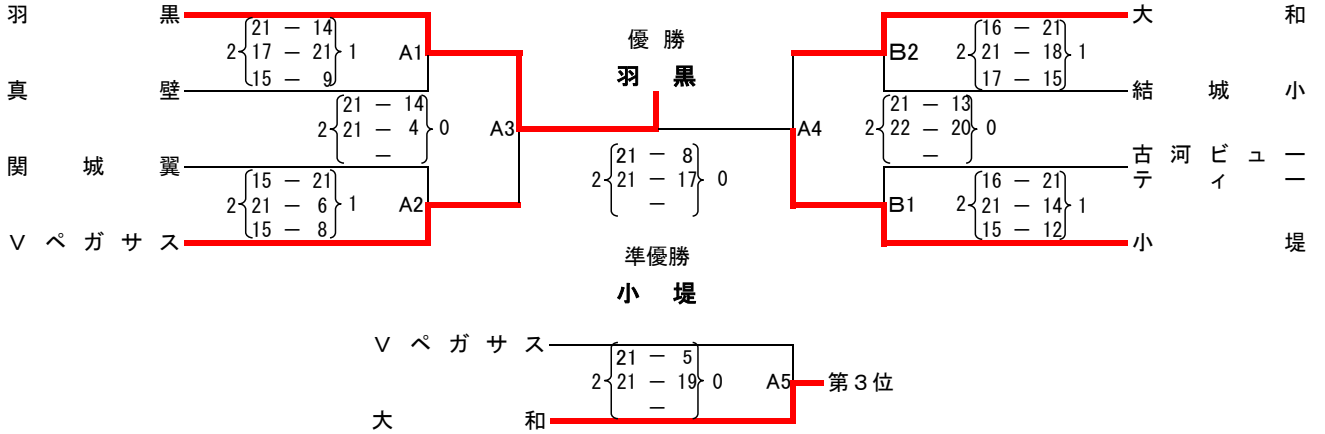 羽黒
21 － 14
2 17 － 21 1
15 － 9
A1
真壁
21 － 14
2 21 － 4 0
－
A3
関城翼
15 － 21
2 21 － 6 1
15 － 8
A2
Ｖペガサス
優勝
羽黒
21 － 8
2 21 － 17 0
－
準優勝
小堤
大和
16 － 21
B2 2 21 － 18 1
17 － 15
結城小
21 － 13
A4 2 22 － 20 0
－
古河ビュー
ティー
16 － 21
B1 2 21 － 14 1
15 － 12
小堤
Ｖペガサス
21 － 5
2 21 － 19 0
－
A5 第３位
大和